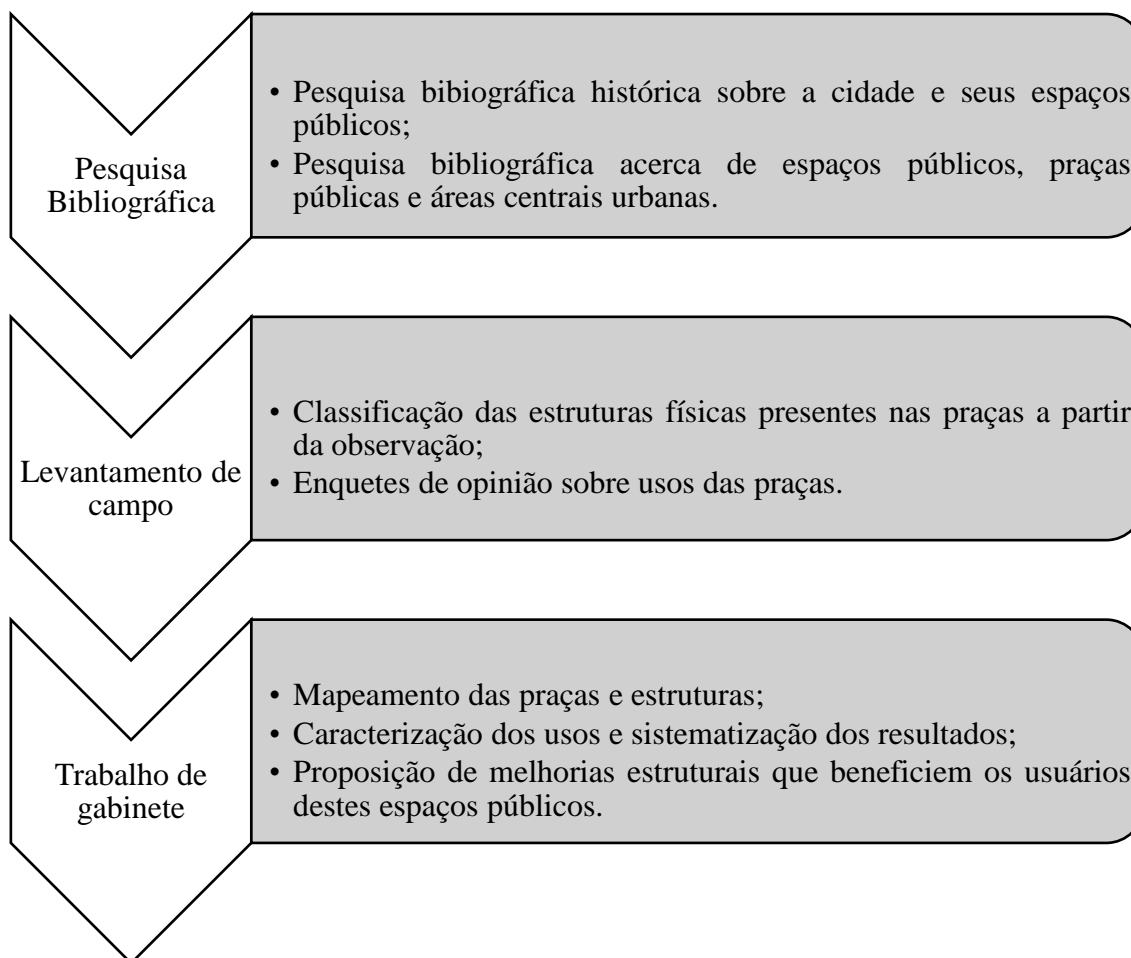 Pesquisa
Bibliográfica
• Pesquisa bibiográfica histórica sobre a cidade e seus espaços
públicos;
• Pesquisa bibliográfica acerca de espaços públicos, praças
públicas e áreas centrais urbanas.
Levantamento de
campo
• Classificação das estruturas físicas presentes nas praças a partir
da observação;
• Enquetes de opinião sobre usos das praças.
Trabalho de
gabinete
• Mapeamento das praças e estruturas;
• Caracterização dos usos e sistematização dos resultados;
• Proposição de melhorias estruturais que beneficiem os usuários
destes espaços públicos.